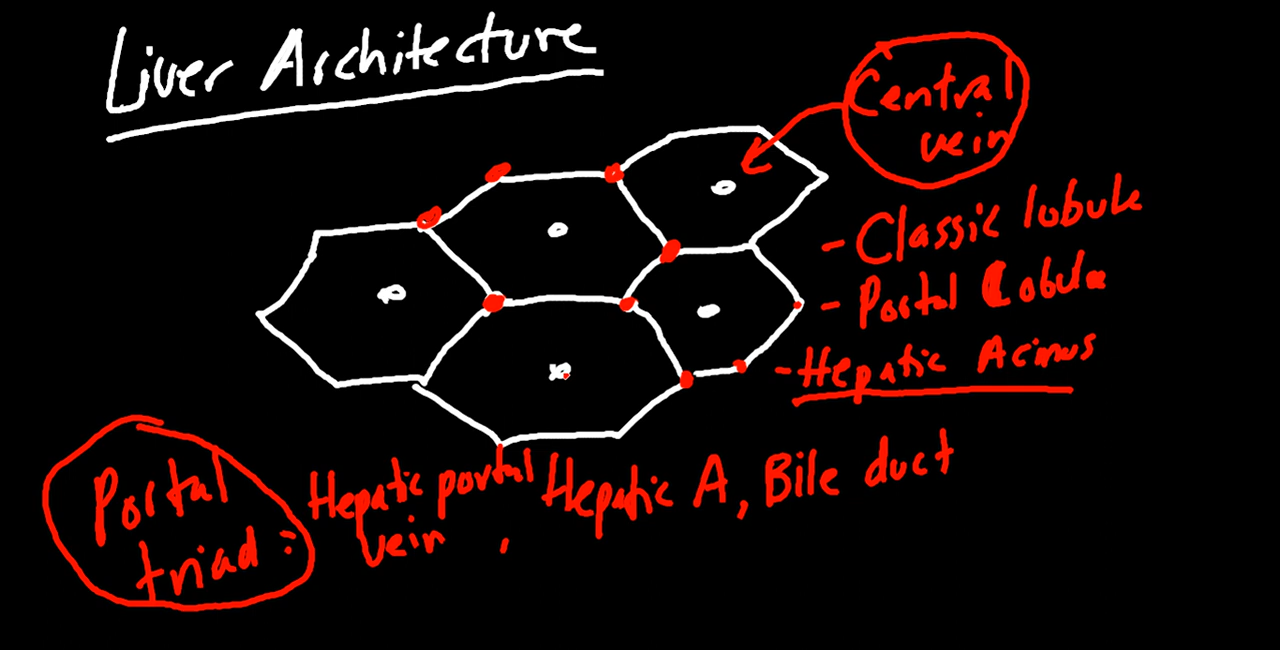 Liver Architecture
Central
vein
- Classic lobule
- Portal Lobule
- Hepatic Acinus
Portal
triad :
Hepatic portal
vein ,
Hepatic A, Bile duct